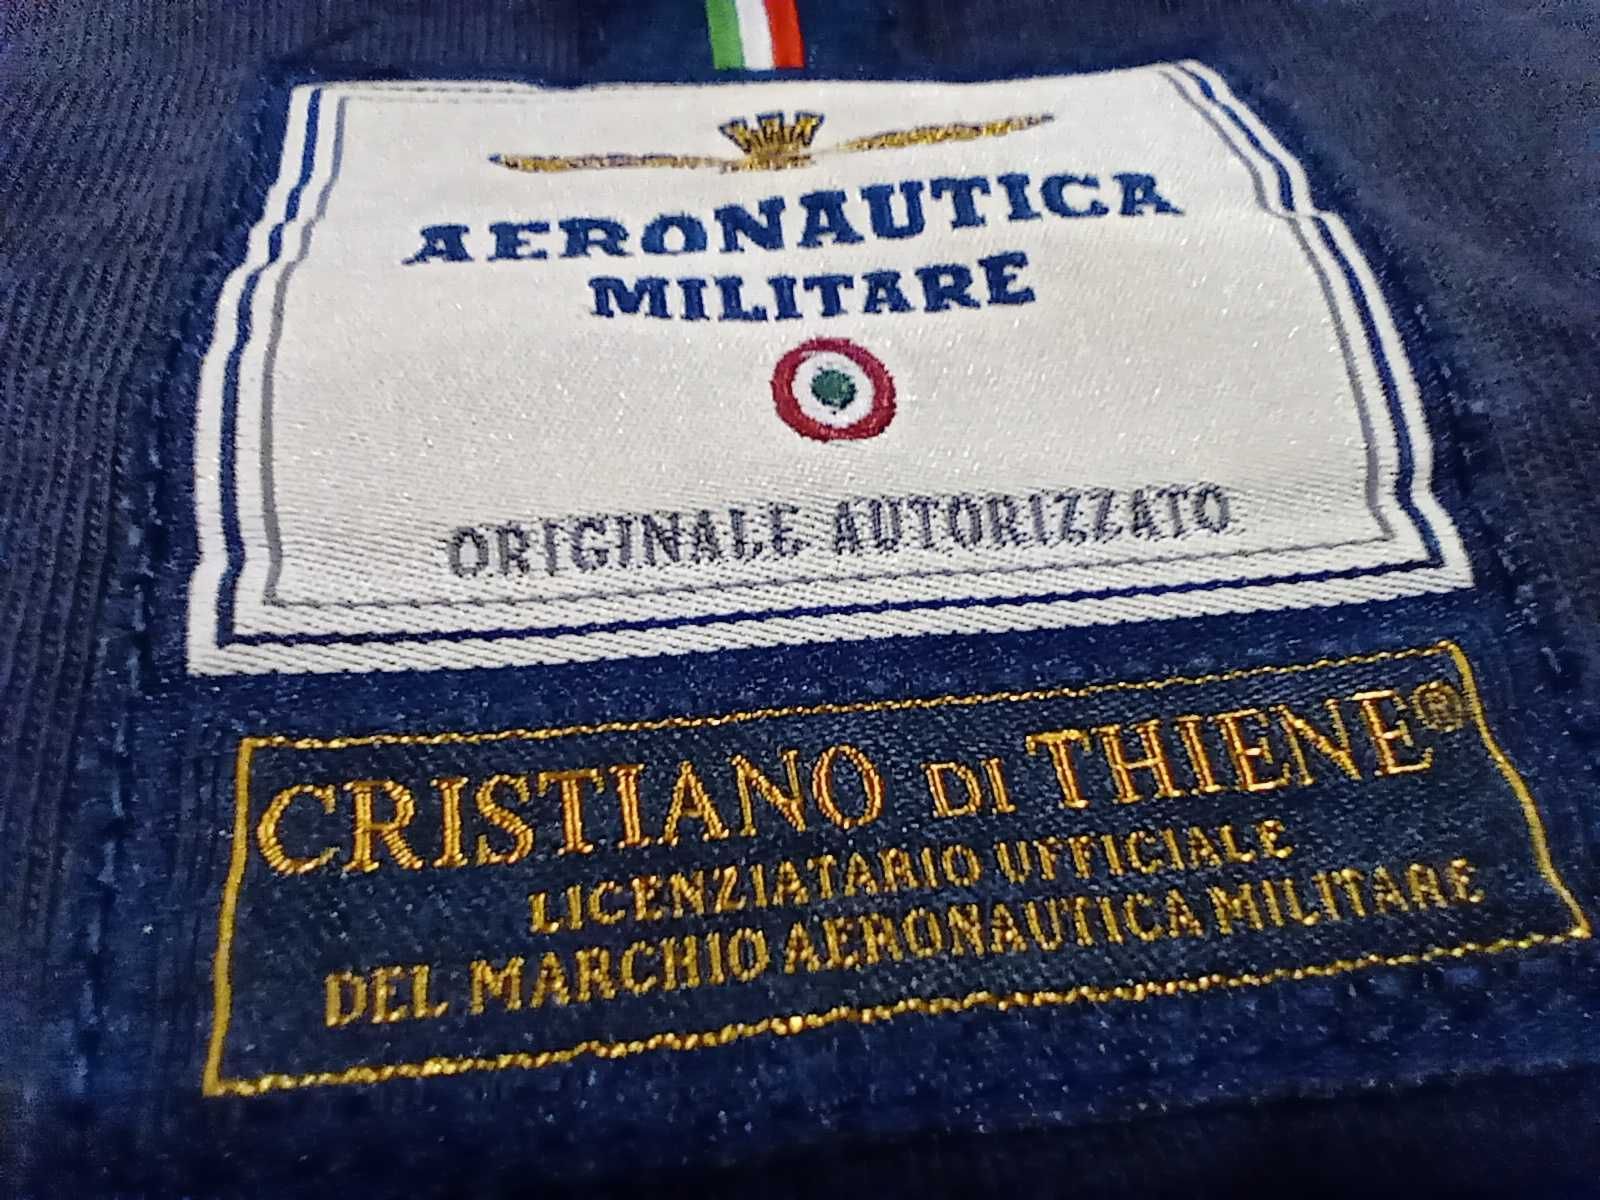 AERONAUTICA
MILITARE
ORIGINALE AUTORIZZATO
CRISTIANO DI THIENE®
LICENZIATARIO UFFICIALE
DEL MARCHIO AERONAUTICA MILITARE